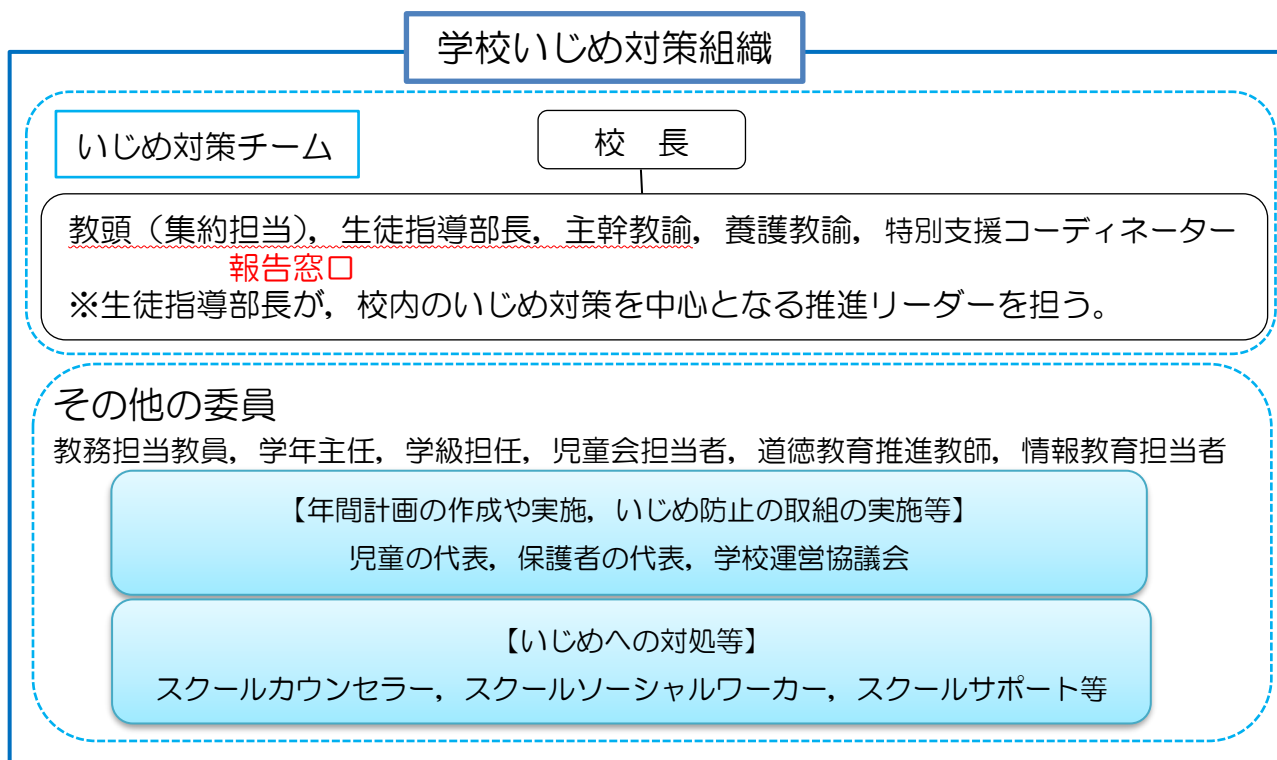 学校いじめ対策組織
いじめ対策チーム
校　長
教頭（集約担当），生徒指導部長，主幹教諭，養護教諭，特別支援コーディネーター
報告窓口
※生徒指導部長が，校内のいじめ対策を中心となる推進リーダーを担う。
その他の委員
教務担当教員，学年主任，学級担任，児童会担当者，道徳教育推進教師，情報教育担当者
【年間計画の作成や実施，いじめ防止の取組の実施等】
児童の代表，保護者の代表，学校運営協議会
【いじめへの対処等】
スクールカウンセラー，スクールソーシャルワーカー，スクールサポート等